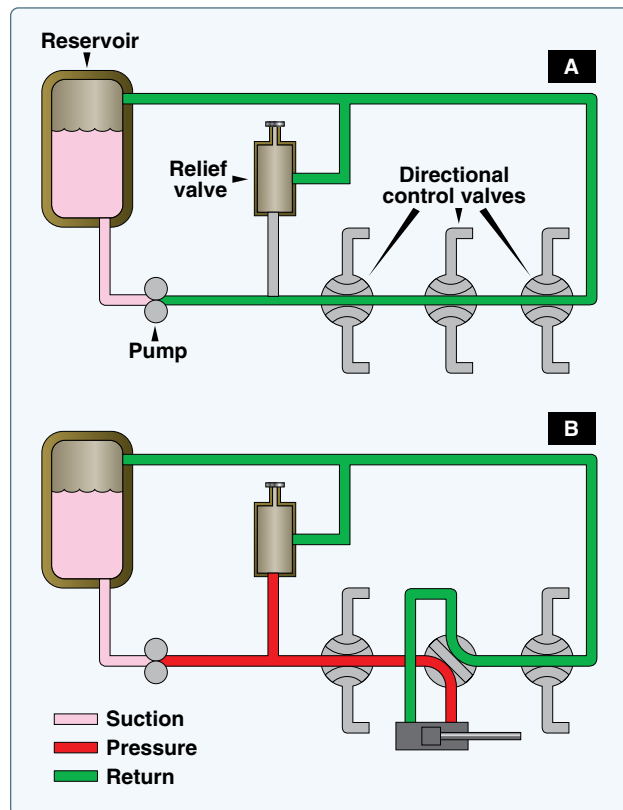 Reservoir
A
Relief
valve
Directional
control valves
Pump
B
Suction
Pressure
Return